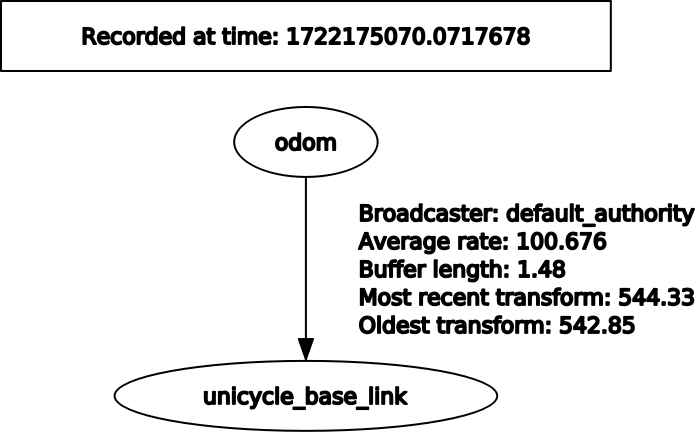 Recorded at time: 1722175070.0717678
odom
Broadcaster: default_authority
Average rate: 100.676
Buffer length: 1.48
Most recent transform: 544.33
Oldest transform: 542.85
unicycle_base_link